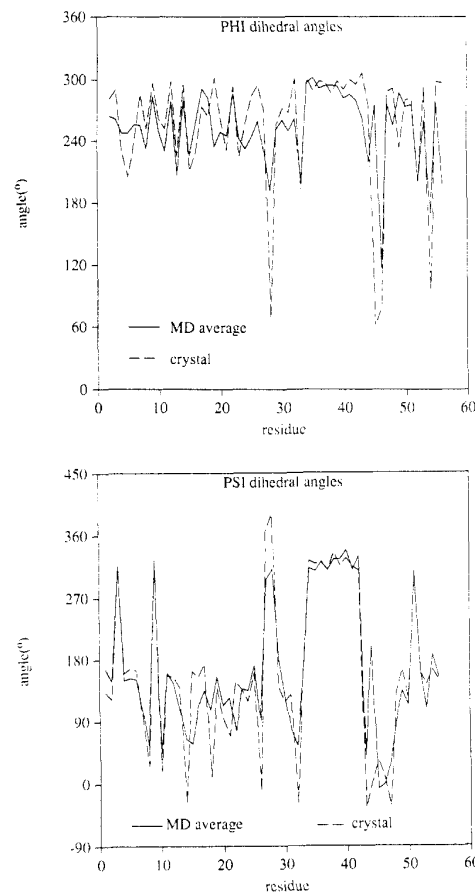 PHI dihedral angles
360
300
240
180
120
60
0
angle(º)
MD average
crystal
0 10 20 30 40 50 60
residue
PSI dihedral angles
450
360
270
180
90
0
-90
angle(º)
MD average crystal
0 10 20 30 40 50 60
residue